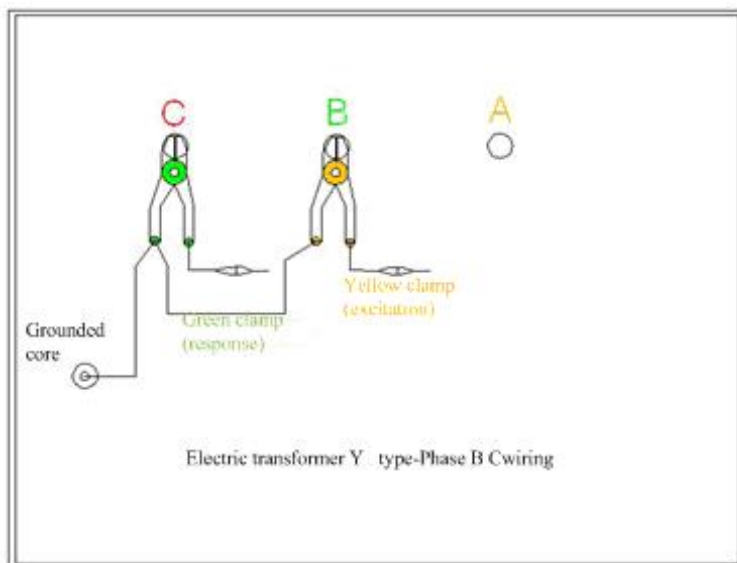 C B A
Yellow clamp
(excitation)
Green clamp
(response)
Grounded
core
Electric transformer Y type-Phase B Cwiring